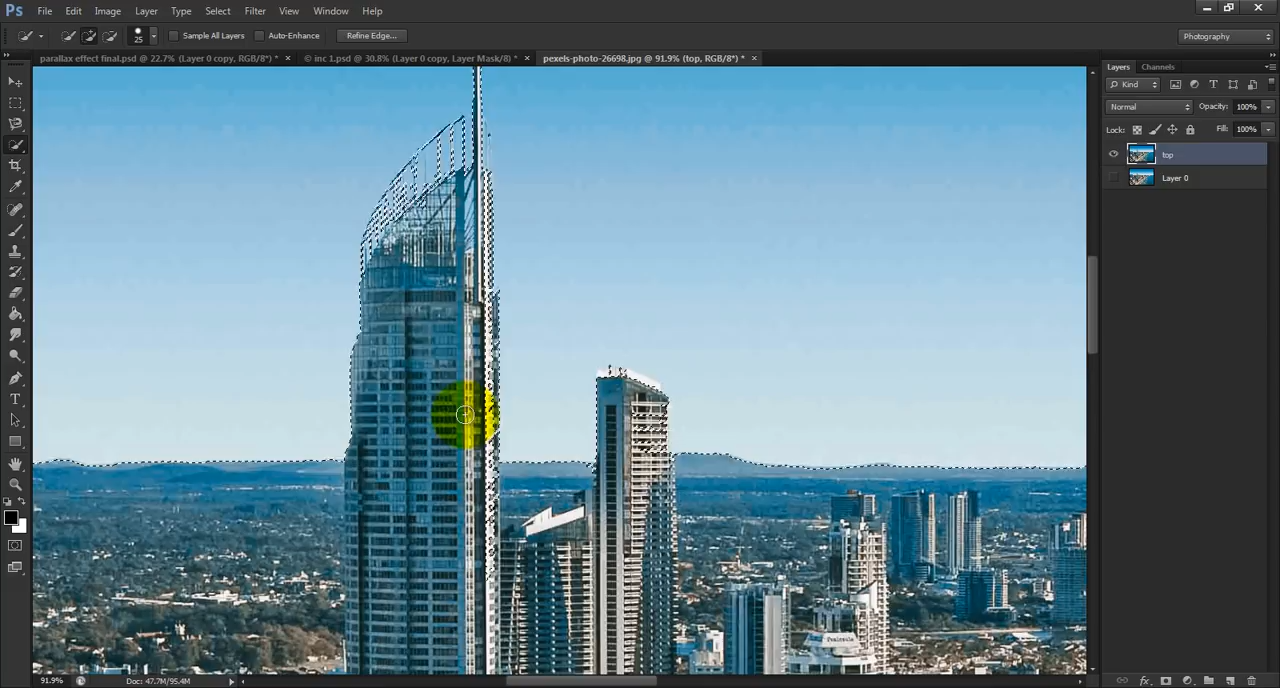 Ps File Edit Image Layer Type Select Filter View Window Help
25 Sample All Layers Auto-Enhance Refine Edge... Photography
parallax effect final.psd @ 22.7% (Layer 0 copy, RGB/8*) * × © inc 1.psd @ 30.8% (Layer 0 copy, Layer Mask/8) * × pexels-photo-26698.jpg @ 91.9% (top, RGB/8*) * ×
Layers Channels
Kind
Normal Opacity: 100%
Lock: Fill: 100%
top
Layer 0
T
91.9% Doc: 47.7M/95.4M
fx